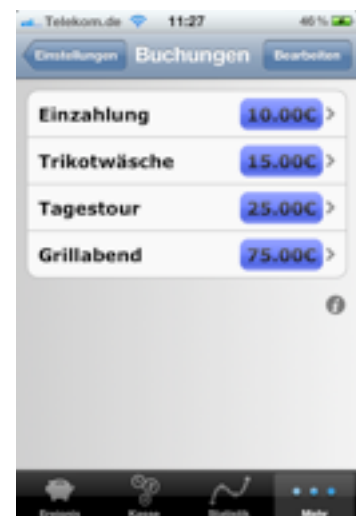 Telekom.de 11:27 46 %
Einstellungen Buchungen Bearbeiten
Einzahlung 10.00€
Trikotwäsche 15.00€
Tagestour 25.00€
Grillabend 75.00€
Ereignis Kasse Statistik Mehr